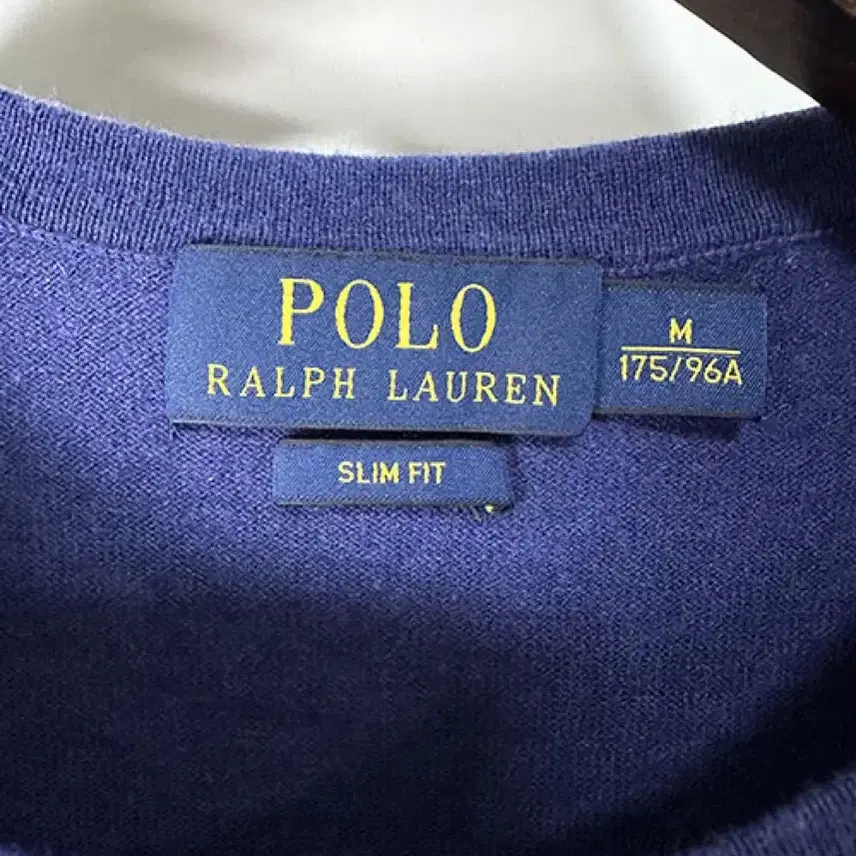 POLO
RALPH LAUREN
M
175/96A
SLIM FIT